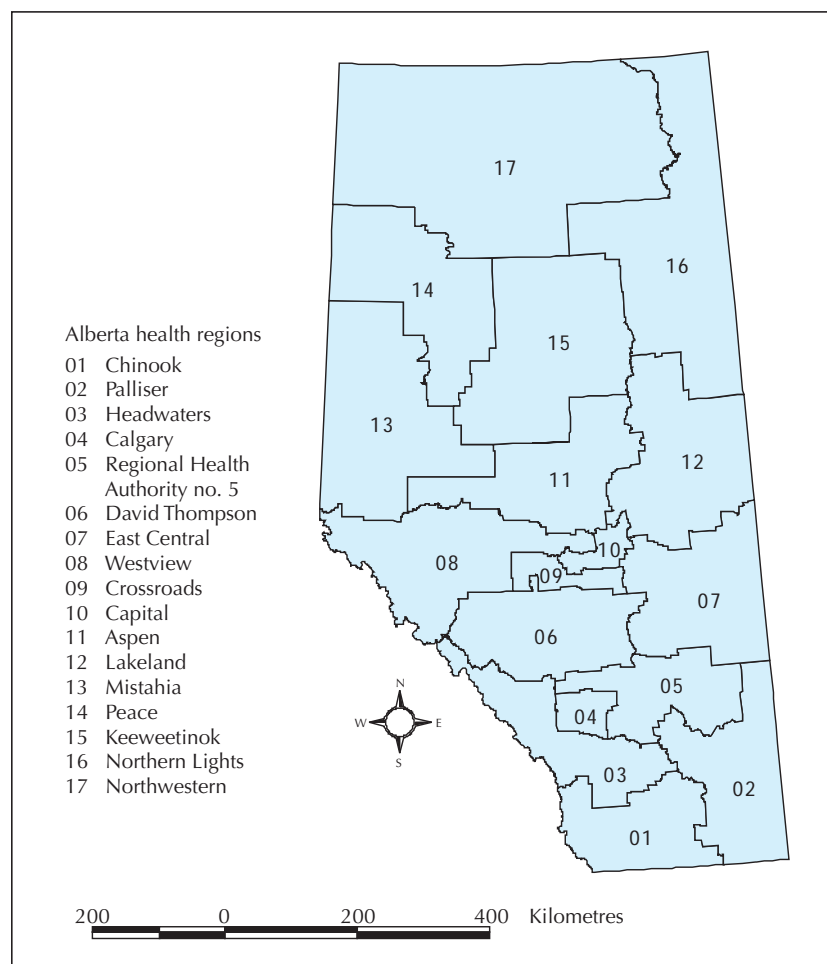 17
16
14
15
Alberta health regions
01 Chinook
02 Palliser
03 Headwaters
04 Calgary
05 Regional Health
Authority no. 5
06 David Thompson
07 East Central
08 Westview
09 Crossroads
10 Capital
11 Aspen
12 Lakeland
13 Mistahia
14 Peace
15 Keeweetinok
16 Northern Lights
17 Northwestern
13
12
11
10
08
09
07
06
05
04
03
02
01
N
W E
S
200 0 200 400 Kilometres